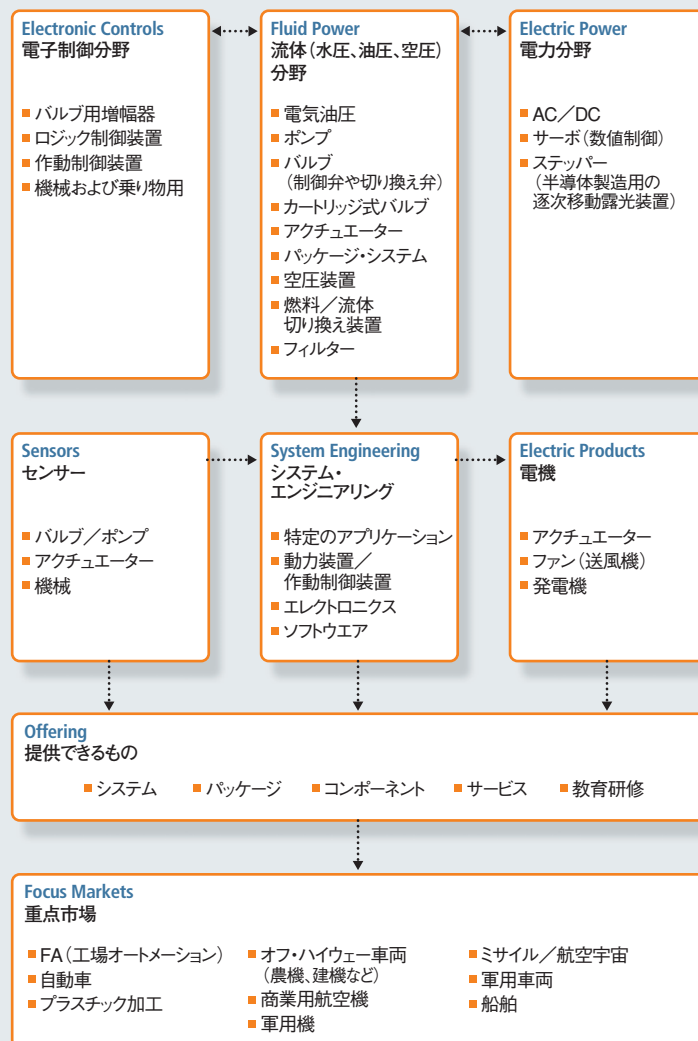 Electronic Controls
電子制御分野
バルブ用増幅器
ロジック制御装置
作動制御装置
機械および乗り物用
Fluid Power
流体(水圧、油圧、空圧)
分野
電気油圧
ポンプ
バルブ
(制御弁や切り換え弁)
カートリッジ式バルブ
アクチュエーター
パッケージ・システム
空圧装置
燃料/流体
切り換え装置
フィルター
Electric Power
電力分野
AC/DC
サーボ(数値制御)
ステッパー
(半導体製造用の
逐次移動露光装置)
Sensors
センサー
バルブ/ポンプ
アクチュエーター
機械
System Engineering
システム・
エンジニアリング
特定のアプリケーション
動力装置/
作動制御装置
エレクトロニクス
ソフトウエア
Electric Products
電機
アクチュエーター
ファン(送風機)
発電機
Offering
提供できるもの
システム パッケージ コンポーネント サービス 教育研修
Focus Markets
重点市場
FA(工場オートメーション)
自動車
プラスチック加工
オフ・ハイウェー車両
(農機、建機など)
商業用航空機
軍用機
ミサイル/航空宇宙
軍用車両
船舶